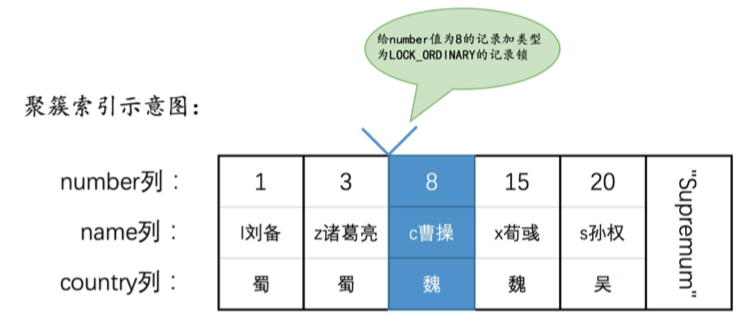 给number值为8的记录加类型
为LOCK_ORDINARY的记录锁
聚簇索引示意图：
number列： 1 3 8 15 20 "Supremum"
name列： l刘备 z诸葛亮 c曹操 x荀彧 s孙权
country列： 蜀 蜀 魏 魏 吴